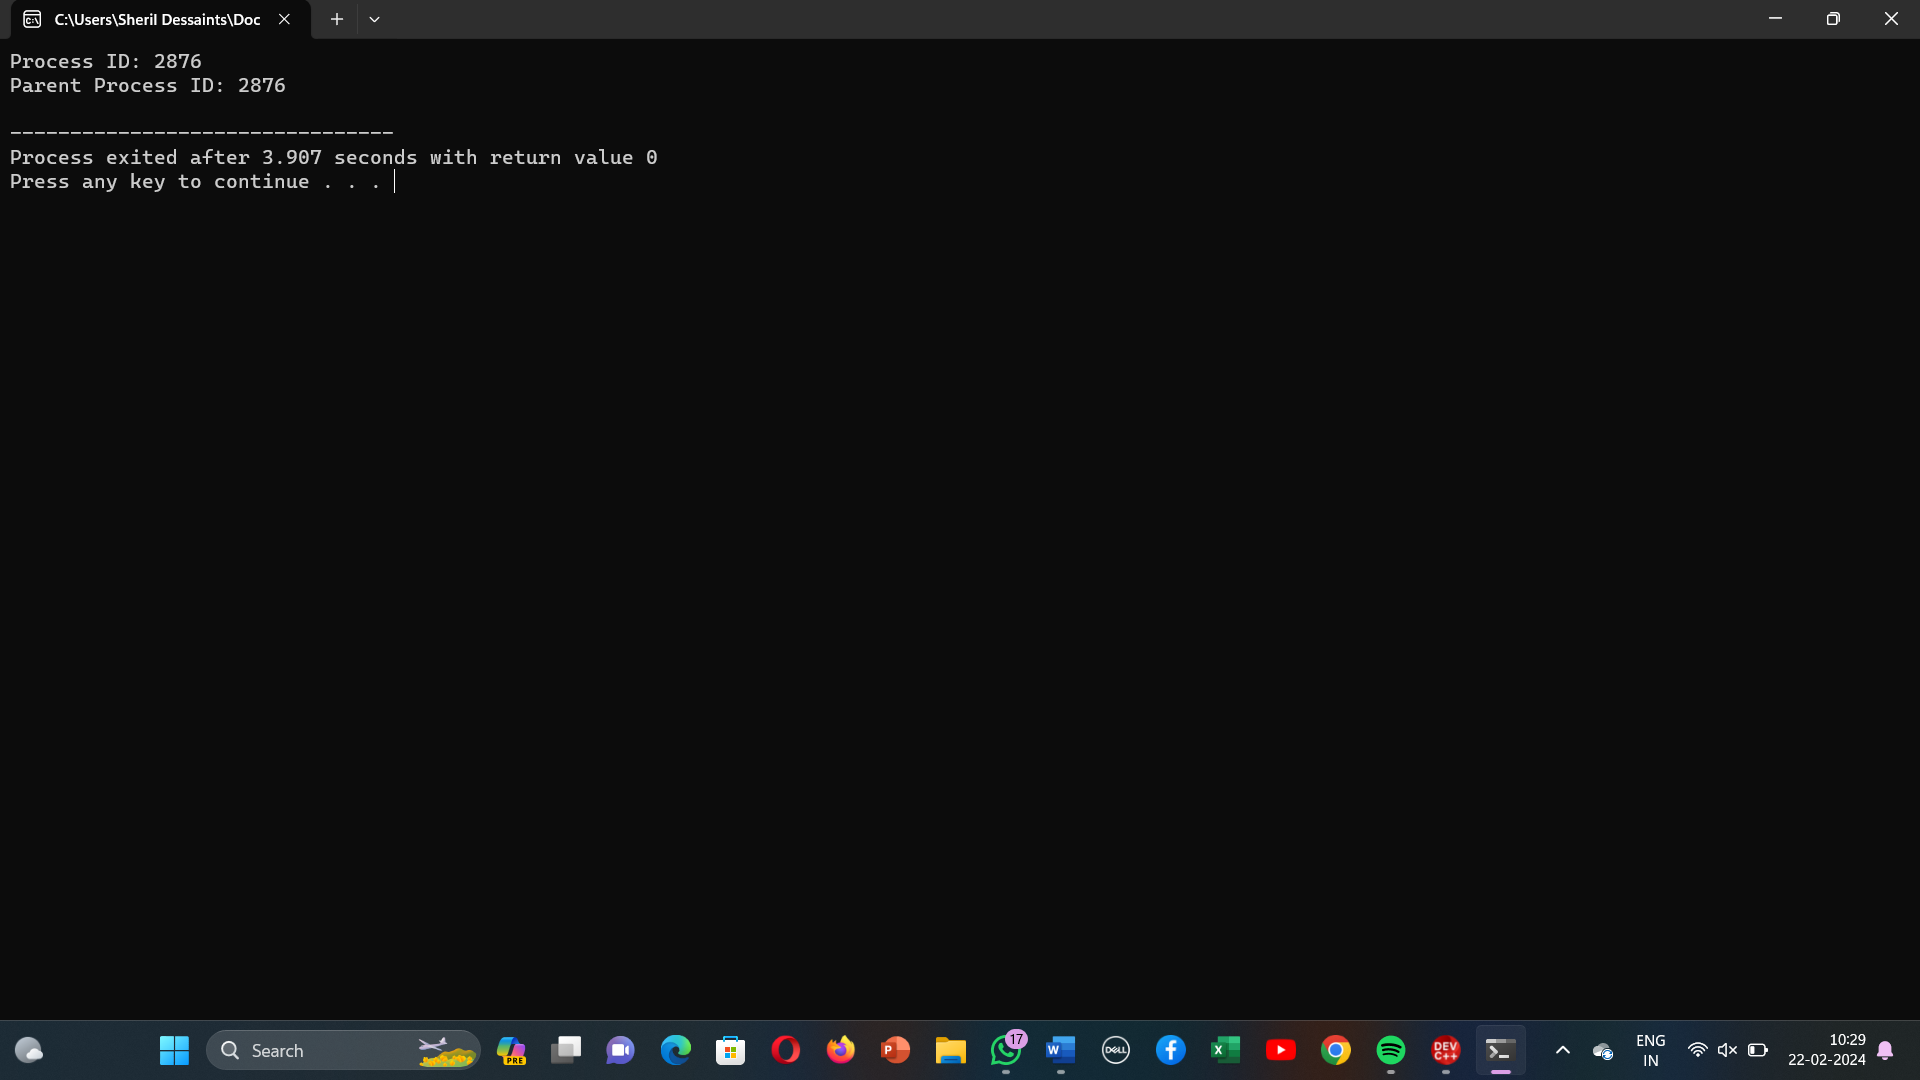 C:\Users\Sheril Dessaints\Doc
Process ID: 2876
Parent Process ID: 2876
--------------------------------
Process exited after 3.907 seconds with return value 0
Press any key to continue . . .
Search
PRE
P
17
W
DELL
X
DEV
C++
ENG
IN
10:29
22-02-2024